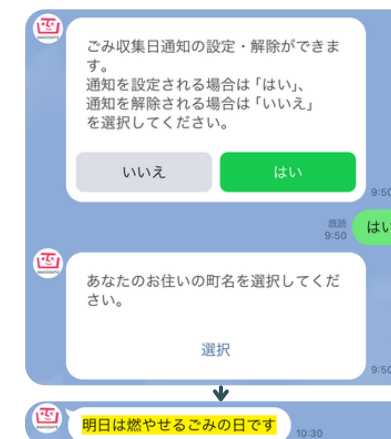 ごみ収集日通知の設定・解除ができま
す。
通知を設定される場合は「はい」、
通知を解除される場合は「いいえ」
を選択してください。
いいえ
はい
9:50
既読
9:50
はい
あなたのお住いの町名を選択してくだ
さい。
選択
9:50
明日は燃やせるごみの日です
10:30